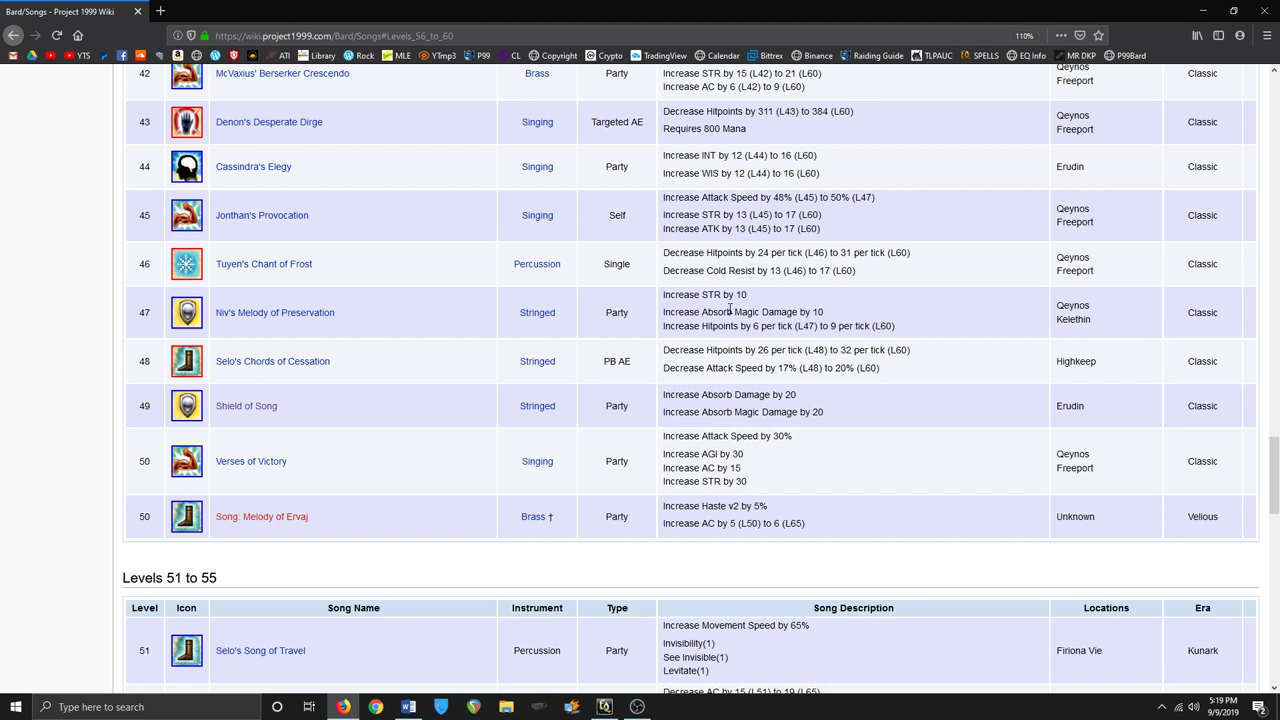 Bard/Songs - Project 1999 Wiki
https://wiki.project1999.com/Bard/Songs#Levels_56_to_60
110%
YTS
ATI
Library
Rock
MLE
YTmp3
P99
CL
Copyright
Crypto
TradingView
Calendar
Bittrex
Binance
Raiding Guide
TLPAUC
SPELLS
EQ Info
MR DKP
P99Bard
42 McVaxius' Berserker Crescendo Brass Party Increase STR by 15 (L42) to 21 (L60) Qeynos Classic
Increase AC by 6 (L42) to 9 (L60) Freeport
43 Denon's Desperate Dirge Singing Targeted AE Decrease Hitpoints by 311 (L43) to 384 (L60) Qeynos Classic
Requires 800 Mana Freeport
44 Cassindra's Elegy Singing Party Increase INT by 12 (L44) to 16 (L60) Erudin Classic
Increase WIS by 12 (L44) to 16 (L60)
45 Jonthan's Provocation Singing Self Increase Attack Speed by 48% (L45) to 50% (L47) Qeynos Classic
Increase STR by 13 (L45) to 17 (L60) Freeport
Increase ATK by 13 (L45) to 17 (L60)
46 Tuyen's Chant of Frost Percussion Single Decrease Hitpoints by 24 per tick (L46) to 31 per tick (L60) Qeynos Classic
Decrease Cold Resist by 13 (L46) to 17 (L60) Freeport
47 Niv's Melody of Preservation Stringed Party Increase STR by 10 Qeynos Classic
Increase Absorb Magic Damage by 10 Kelethin
Increase Hitpoints by 6 per tick (L47) to 9 per tick (L60)
48 Selo's Chords of Cessation Stringed PB AE Decrease Hitpoints by 26 per tick (L48) to 32 per tick (L60) Highkeep Classic
Decrease Attack Speed by 17% (L48) to 20% (L60)
49 Shield of Song Stringed Party Increase Absorb Damage by 20 Erudin Classic
Increase Absorb Magic Damage by 20
50 Verses of Victory Singing Party Increase Attack Speed by 30% Qeynos Classic
Increase AGI by 30 Freeport
Increase AC by 15
Increase STR by 30
50 Song: Melody of Ervaj Brass † Party Increase Haste v2 by 5% Unknown Velious
Increase AC by 5 (L50) to 6 (L65)
Levels 51 to 55
Level Icon Song Name Instrument Type Song Description Locations Era
51 Selo's Song of Travel Percussion Party Increase Movement Speed by 65% Firiona Vie Kunark
Invisibility(1)
See Invisible(1)
Levitate(1)
Decrease AC by 15 (L51) to 19 (L65)
Type here to search
5:19 PM
9/9/2019
2